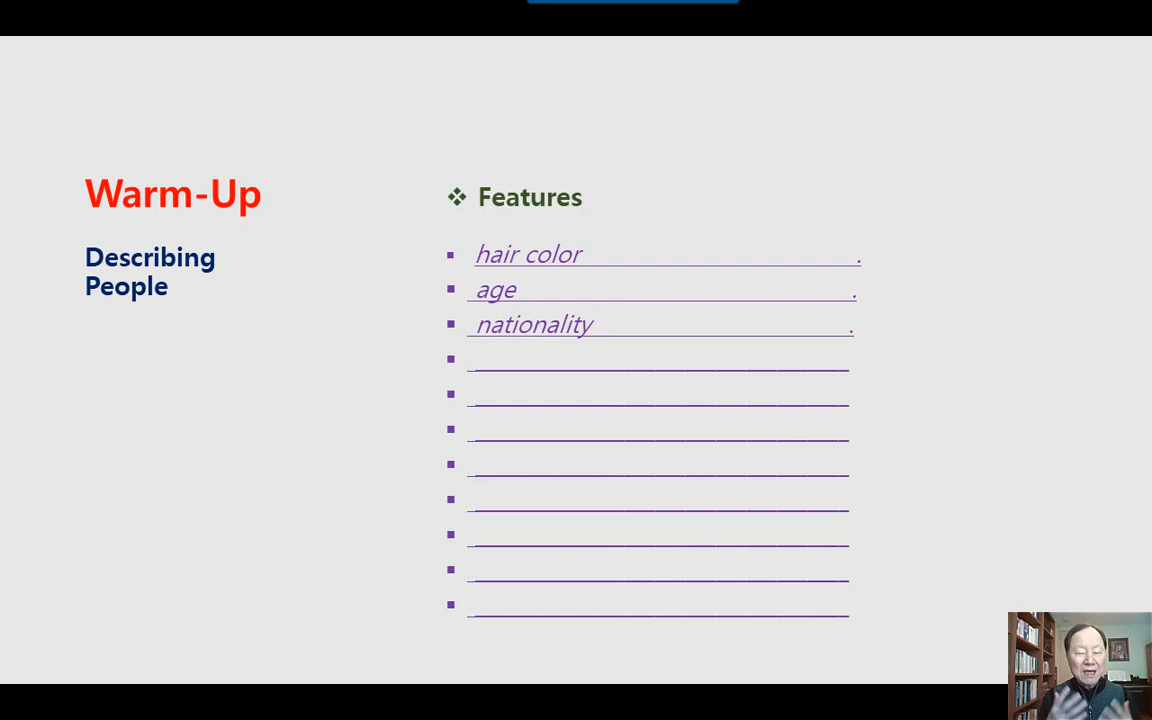 Warm-Up
Describing
People
Features
hair color .
age .
nationality .